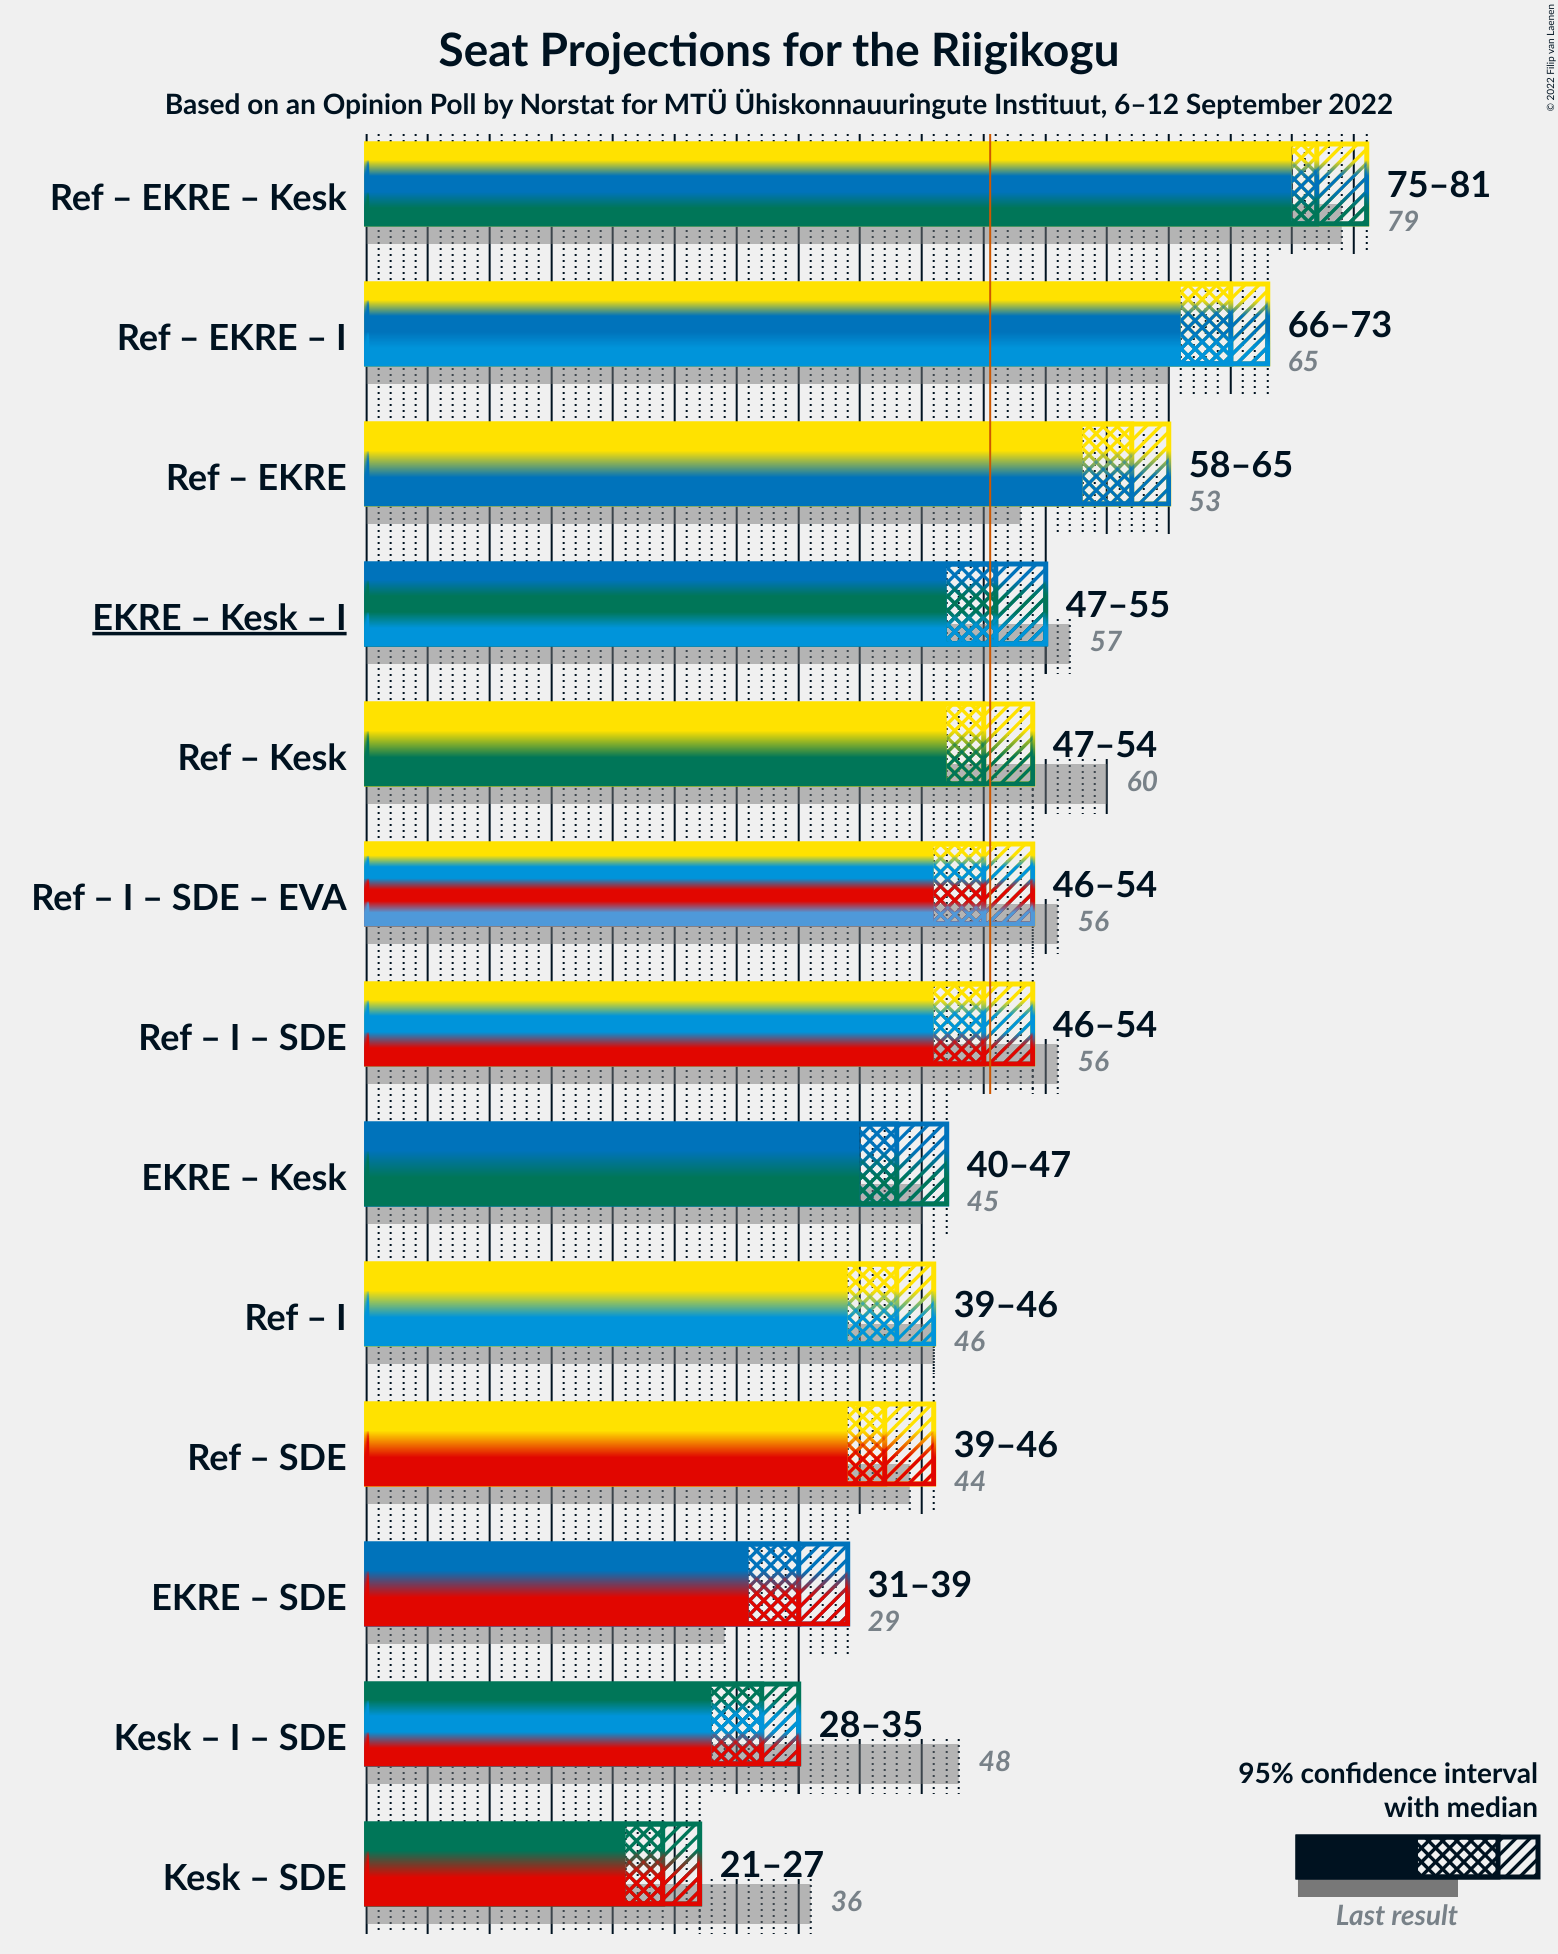 © 2022 Filip van Laenen
Seat Projections for the Riigikogu
Based on an Opinion Poll by Norstat for MTÜ Ühiskonnauuringute Instituut, 6–12 September 2022
Ref – EKRE – Kesk
75–81
79
Ref – EKRE – I
66–73
65
Ref – EKRE
58–65
53
EKRE – Kesk – I
47–55
57
Ref – Kesk
47–54
60
Ref – I – SDE – EVA
46–54
56
Ref – I – SDE
46–54
56
EKRE – Kesk
40–47
45
Ref – I
39–46
46
Ref – SDE
39–46
44
EKRE – SDE
31–39
29
Kesk – I – SDE
28–35
48
Kesk – SDE
21–27
36
95% confidence interval
with median
Last result